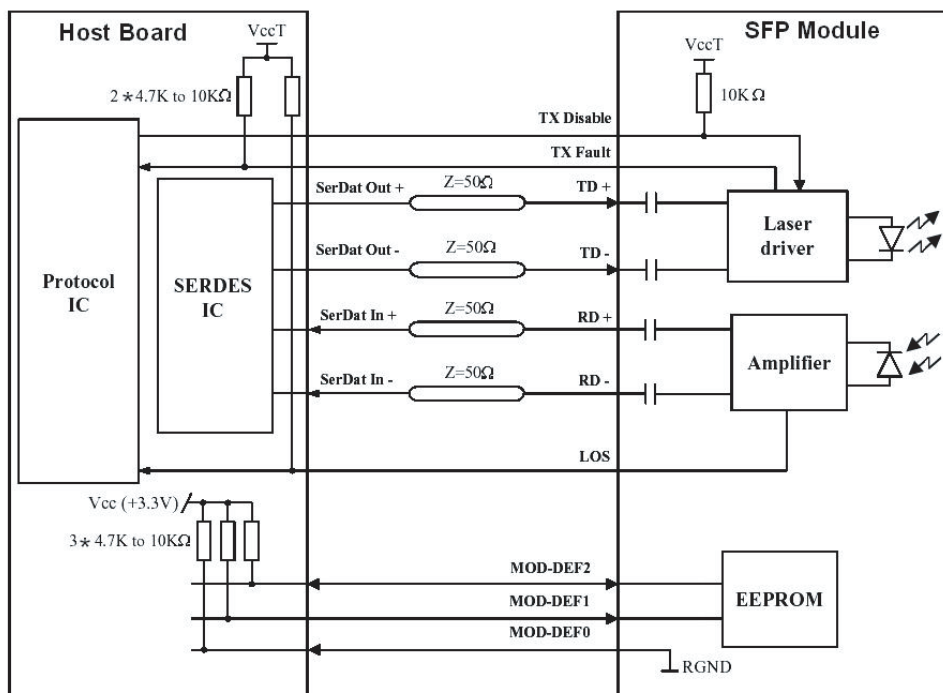 Host Board
SFP Module
VccT
VccT
2*4.7K to 10KΩ
10K Ω
TX Disable
TX Fault
SerDat Out +
Z=50Ω
TD +
SerDat Out -
Z=50Ω
TD -
Laser
driver
Protocol
IC
SERDES
IC
SerDat In +
Z=50Ω
RD +
SerDat In -
Z=50Ω
RD -
Amplifier
LOS
Vcc (+3.3V)
3* 4.7K to 10KΩ
MOD-DEF2
MOD-DEF1
MOD-DEF0
EEPROM
RGND